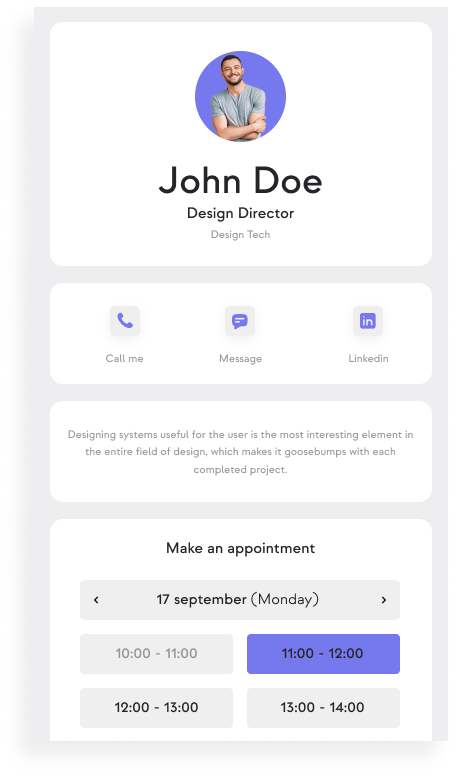 John Doe
Design Director
Design Tech
in
Call me
Message
Linkedin
Designing systems useful for the user is the most interesting element in
the entire field of design, which makes it goosebumps with each
completed project.
Make an appointment
17 september (Monday)
10:00 - 11:00
11:00 - 12:00
12:00 - 13:00
13:00 - 14:00